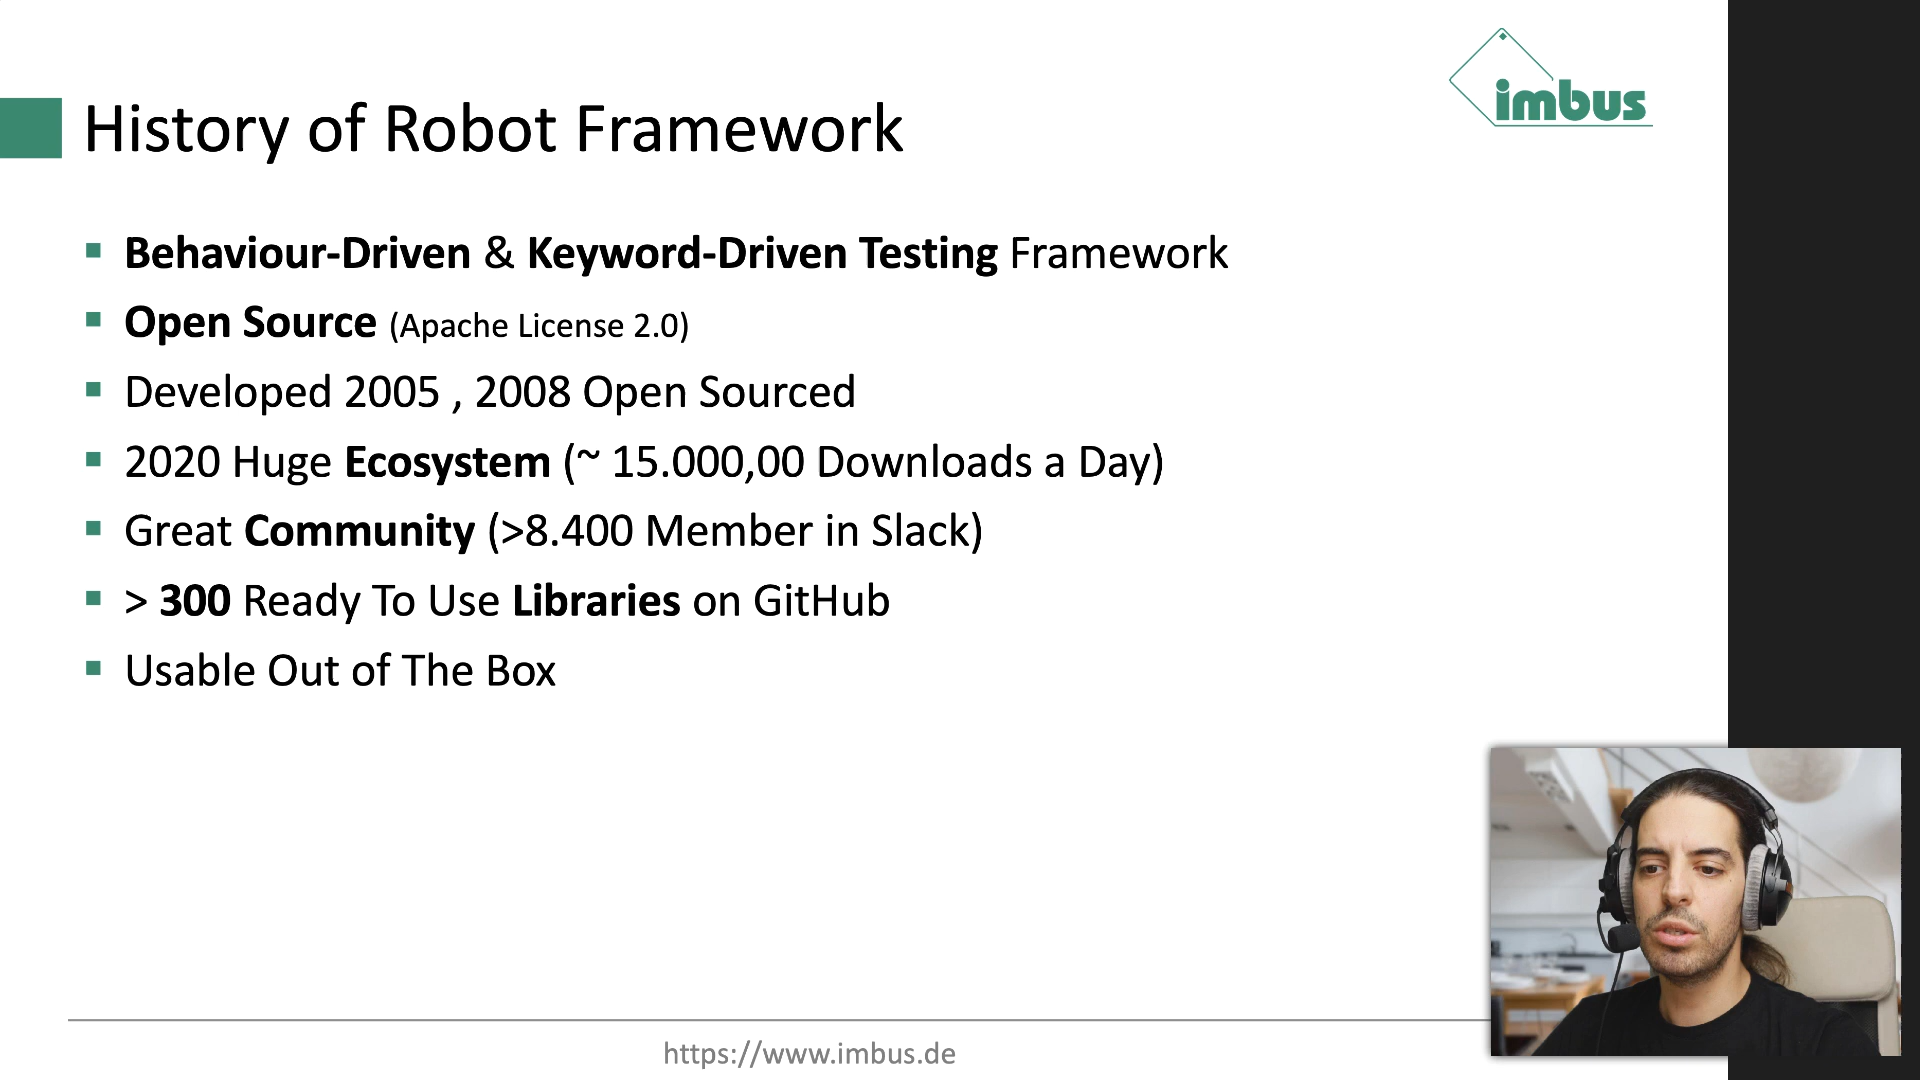 imbus
History of Robot Framework
Behaviour-Driven & Keyword-Driven Testing Framework
Open Source (Apache License 2.0)
Developed 2005 , 2008 Open Sourced
2020 Huge Ecosystem (~ 15.000,00 Downloads a Day)
Great Community (>8.400 Member in Slack)
> 300 Ready To Use Libraries on GitHub
Usable Out of The Box
https://www.imbus.de